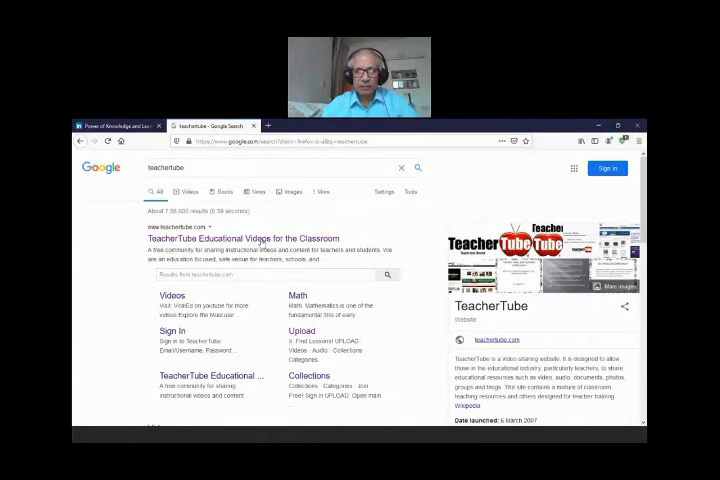 Power of Knowledge and Lea
teachertube - Google Search
https://www.google.com/search?client=firefox-b-d&q=teachertube
Google
teachertube
Sign in
All
Videos
Books
News
Images
More
Settings
Tools
About 7,58,000 results (0.59 seconds)
www.teachertube.com
TeacherTube Educational Videos for the Classroom
A free community for sharing instructional videos and content for teachers and students. We
are an education focused, safe venue for teachers, schools, and ...
Results from teachertube.com
Videos
Visit: ViralEd on youtube for more
videos Explore the Muscular ...
Math
Math. Mathematics is one of the
fundamental SRs of early
Sign In
Sign in to TeacherTube
Email/Username. Password ...
Upload
X. Find Lessons! UPLOAD
Videos · Audio · Collections ·
Categories
TeacherTube Educational ...
A free community for sharing
instructional videos and content ...
Collections
Collections · Categories · Join
Free! Sign in UPLOAD. Open main
...
Teacher Tube
Teacher
Tube
More images
TeacherTube
Website
teachertube.com
TeacherTube is a video sharing website. It is designed to allow
those in the educational industry, particularly teachers, to share
educational resources such as video, audio, documents, photos,
groups and blogs. The site contains a mixture of classroom
teaching resources and others designed for teacher training.
Wikipedia
Date launched: 6 March 2007